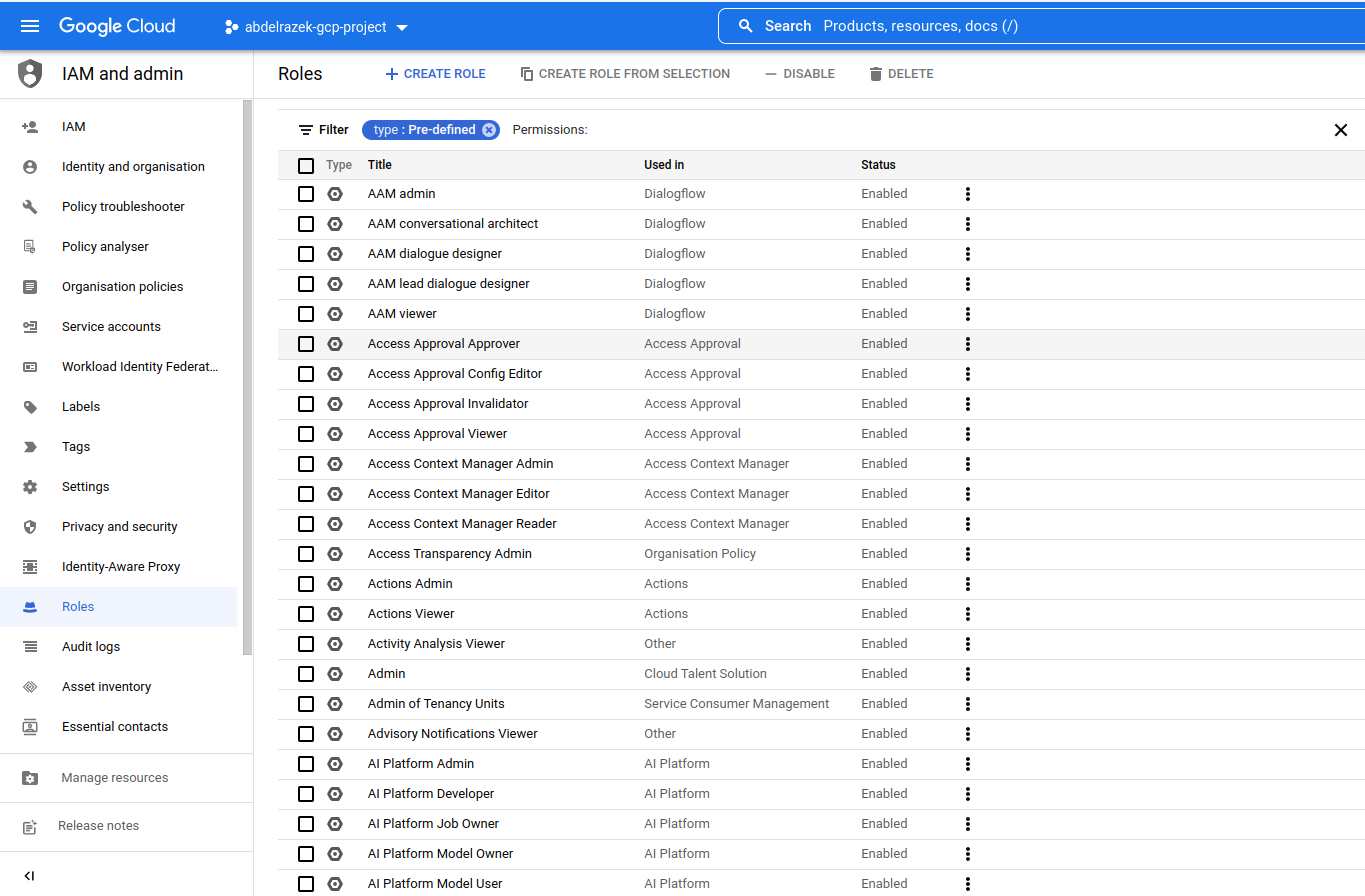 Google Cloud abdelrazek-gcp-project Search Products, resources, docs (/)
IAM and admin
Roles CREATE ROLE CREATE ROLE FROM SELECTION DISABLE DELETE
IAM
Identity and organisation
Policy troubleshooter
Policy analyser
Organisation policies
Service accounts
Workload Identity Federat...
Labels
Tags
Settings
Privacy and security
Identity-Aware Proxy
Roles
Audit logs
Asset inventory
Essential contacts
Manage resources
Release notes
Filter type : Pre-defined Permissions:
Type Title Used in Status
AAM admin Dialogflow Enabled
AAM conversational architect Dialogflow Enabled
AAM dialogue designer Dialogflow Enabled
AAM lead dialogue designer Dialogflow Enabled
AAM viewer Dialogflow Enabled
Access Approval Approver Access Approval Enabled
Access Approval Config Editor Access Approval Enabled
Access Approval Invalidator Access Approval Enabled
Access Approval Viewer Access Approval Enabled
Access Context Manager Admin Access Context Manager Enabled
Access Context Manager Editor Access Context Manager Enabled
Access Context Manager Reader Access Context Manager Enabled
Access Transparency Admin Organisation Policy Enabled
Actions Admin Actions Enabled
Actions Viewer Actions Enabled
Activity Analysis Viewer Other Enabled
Admin Cloud Talent Solution Enabled
Admin of Tenancy Units Service Consumer Management Enabled
Advisory Notifications Viewer Other Enabled
AI Platform Admin AI Platform Enabled
AI Platform Developer AI Platform Enabled
AI Platform Job Owner AI Platform Enabled
AI Platform Model Owner AI Platform Enabled
AI Platform Model User AI Platform Enabled